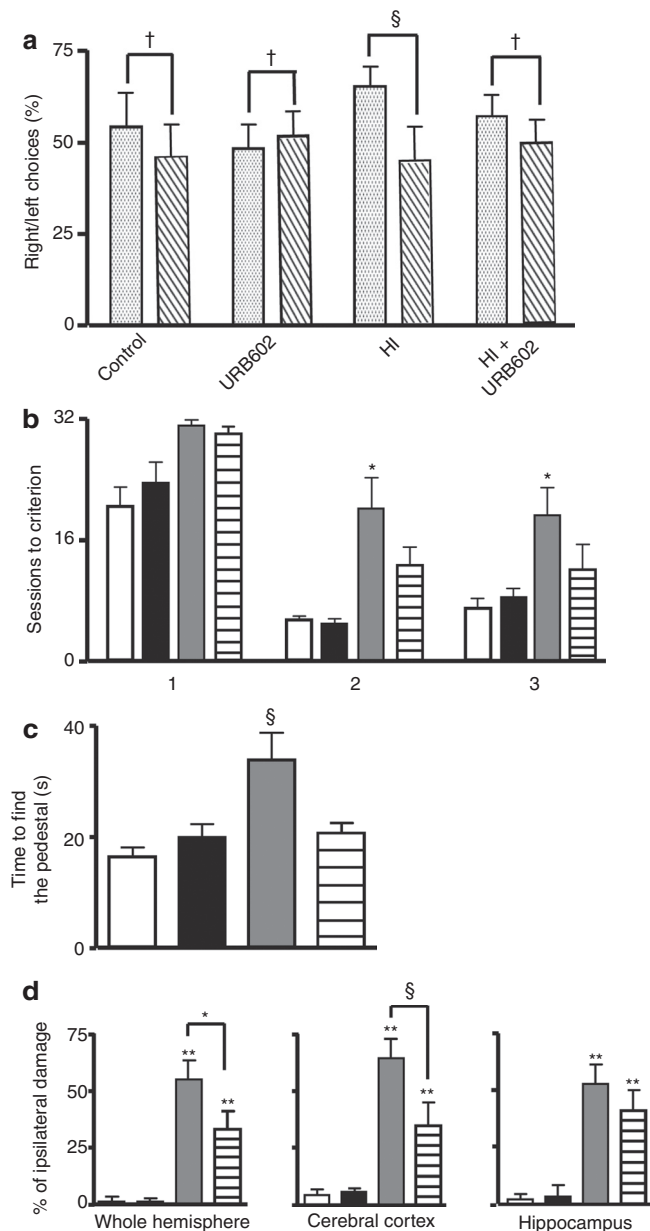 a
† † § †
75
50
25
0
Right/left choices (%)
Control
URB602
HI
HI +
URB602
b
32
16
0
Sessions to criterion
* *
1 2 3
c
§
40
20
0
Time to find
the pedestal (s)
d
% of ipsilateral damage
75
50
25
0
*
** **
§
** **
** **
Whole hemisphere Cerebral cortex Hippocampus